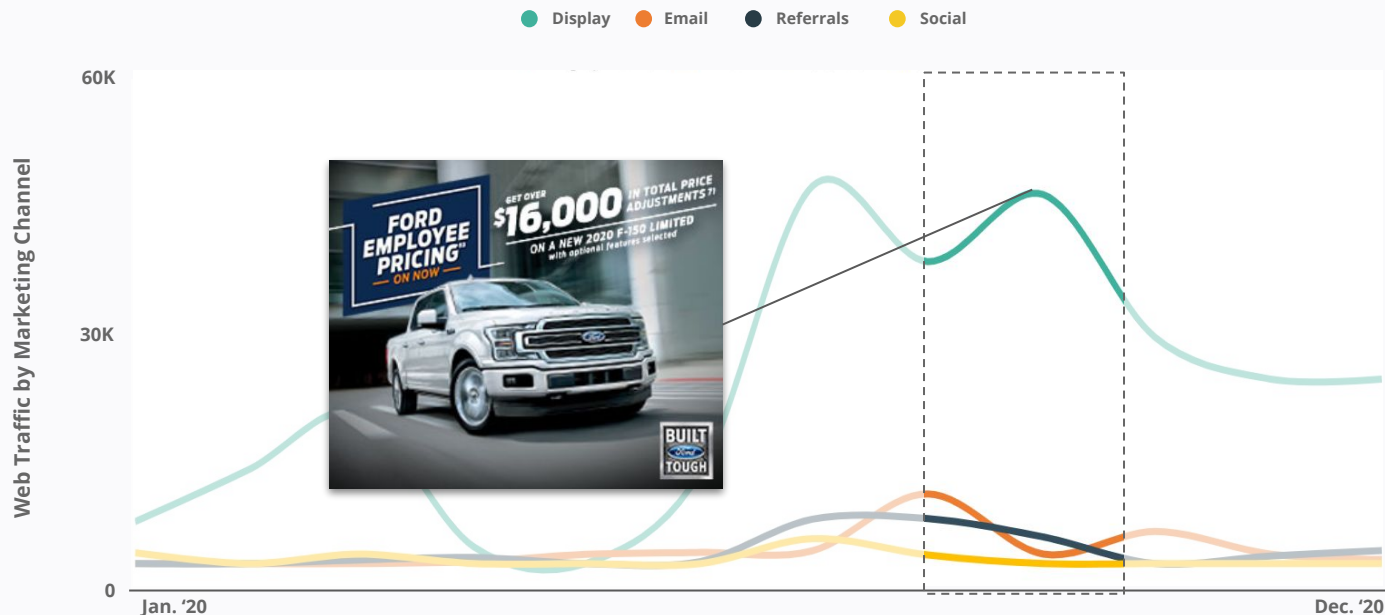 Display Email Referrals Social
60K
Web Traffic by Marketing Channel
30K
0
Jan. ‘20
Dec. ‘20
FORD
EMPLOYEE
PRICING
ON NOW
GET OVER
$16,000
IN TOTAL PRICE
ADJUSTMENTS
ON A NEW 2020 F-150 LIMITED
with optional features selected
Ford
BUILT
Ford
TOUGH